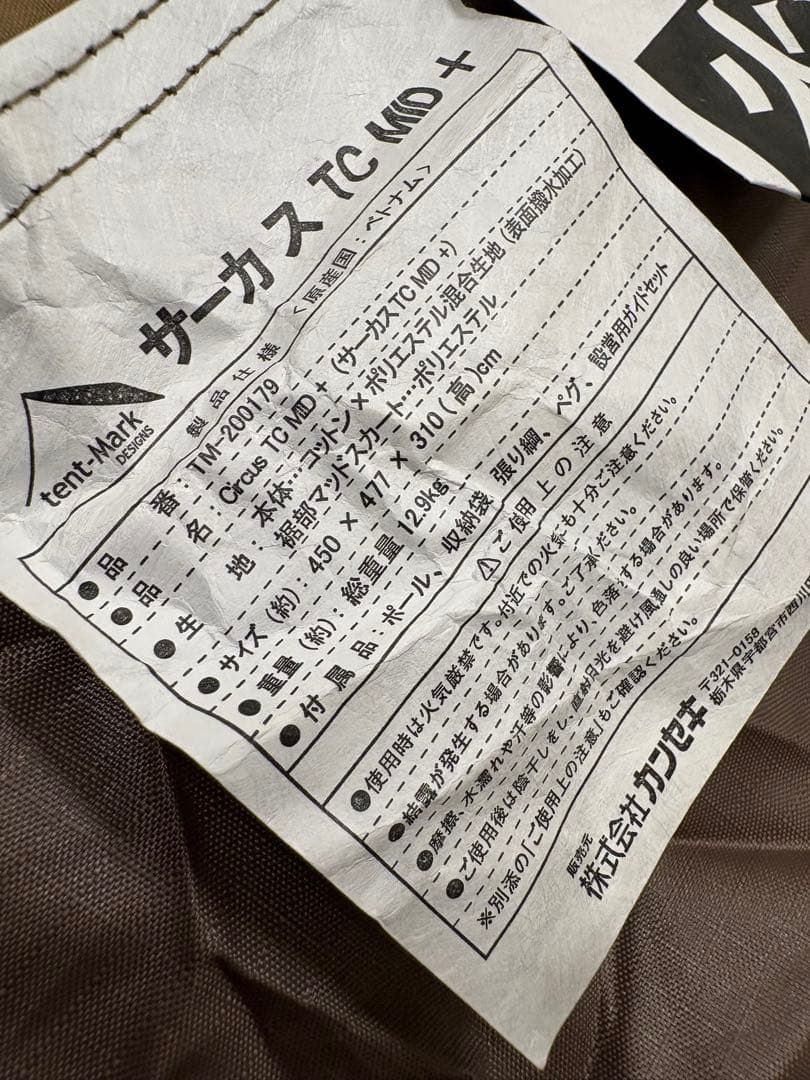 tent-Mark
DESIGNS
サーカス TC MID +
製品仕様 <原産国：ベトナム>
●品番：TM-200179
●品名：Circus TC MID + (サーカスTC MID +)
●生地：本体…コットン×ポリエステル混合生地 (表面撥水加工)
裾部マッドスカート…ポリエステル
●サイズ(約)：450 × 477 × 310(高)cm
●重量(約)：総重量 12.9kg
●付属品：ポール、収納袋、張り綱、ペグ、設営用ガイドセット
⚠ご使用上の注意
●使用時は火気厳禁です。付近での火気も十分ご注意ください。
●結露が発生する場合があります。ご了承ください。
●摩擦、水濡れや汗等の影響により、色落ちする場合があります。
●ご使用後は陰干しをし、直射日光を避け風通しの良い場所で保管ください。
※別添の「ご使用上の注意」もご確認ください。
販売元
株式会社カンセキ
〒321-0158
栃木県宇都宮市西川